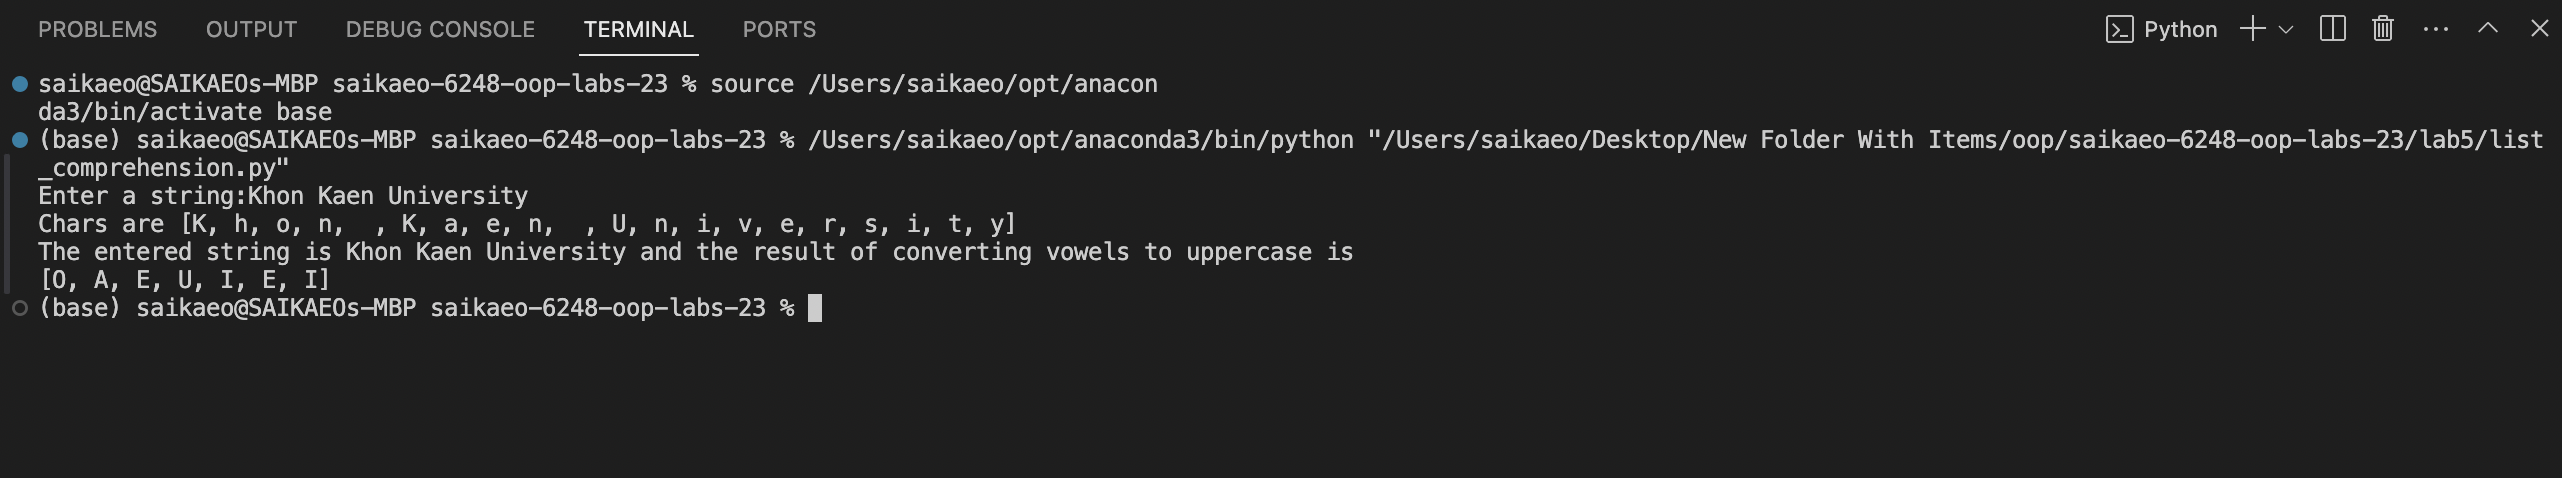 PROBLEMS OUTPUT DEBUG CONSOLE TERMINAL PORTS Python
saikaeo@SAIKAEOs-MBP saikaeo-6248-oop-labs-23 % source /Users/saikaeo/opt/anacon
da3/bin/activate base
(base) saikaeo@SAIKAEOs-MBP saikaeo-6248-oop-labs-23 % /Users/saikaeo/opt/anaconda3/bin/python "/Users/saikaeo/Desktop/New Folder With Items/oop/saikaeo-6248-oop-labs-23/lab5/list
_comprehension.py"
Enter a string:Khon Kaen University
Chars are [K, h, o, n,  , K, a, e, n,  , U, n, i, v, e, r, s, i, t, y]
The entered string is Khon Kaen University and the result of converting vowels to uppercase is
[O, A, E, U, I, E, I]
(base) saikaeo@SAIKAEOs-MBP saikaeo-6248-oop-labs-23 %